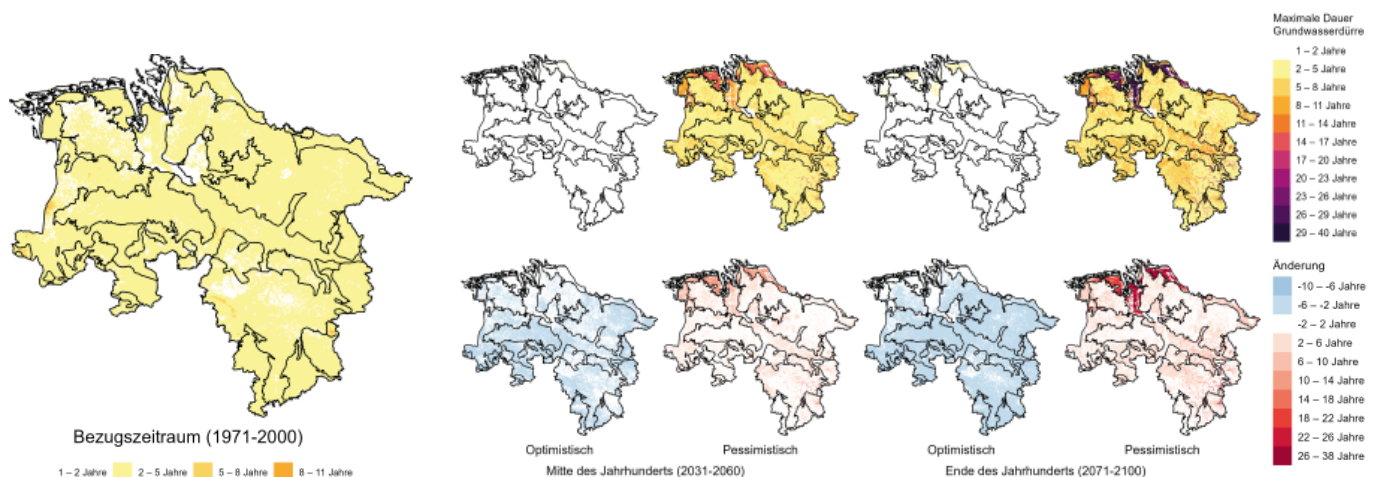 Maximale Dauer
Grundwasserdürre
1 – 2 Jahre
2 – 5 Jahre
5 – 8 Jahre
8 – 11 Jahre
11 – 14 Jahre
14 – 17 Jahre
17 – 20 Jahre
20 – 23 Jahre
23 – 26 Jahre
26 – 29 Jahre
29 – 40 Jahre
Änderung
-10 – -6 Jahre
-6 – -2 Jahre
-2 – 2 Jahre
2 – 6 Jahre
6 – 10 Jahre
10 – 14 Jahre
14 – 18 Jahre
18 – 22 Jahre
22 – 26 Jahre
26 – 38 Jahre
Bezugszeitraum (1971-2000)
1 – 2 Jahre 2 – 5 Jahre 5 – 8 Jahre 8 – 11 Jahre
Optimistisch Pessimistisch Optimistisch Pessimistisch
Mitte des Jahrhunderts (2031-2060) Ende des Jahrhunderts (2071-2100)